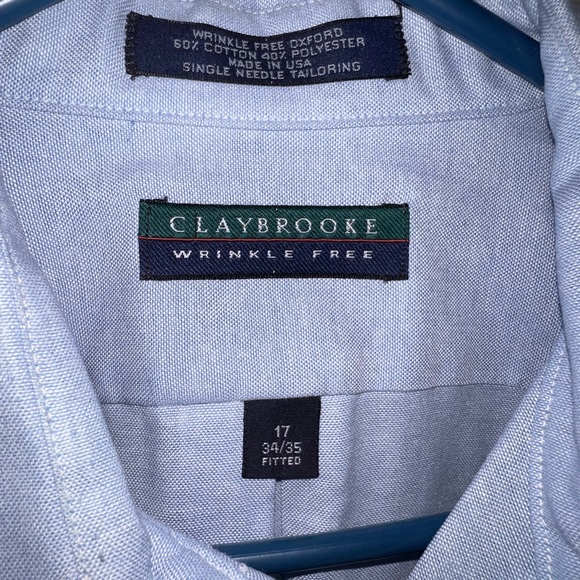 WRINKLE FREE OXFORD
60% COTTON 40% POLYESTER
MADE IN USA
SINGLE NEEDLE TAILORING
CLAYBROOKE
WRINKLE FREE
17
34/35
FITTED